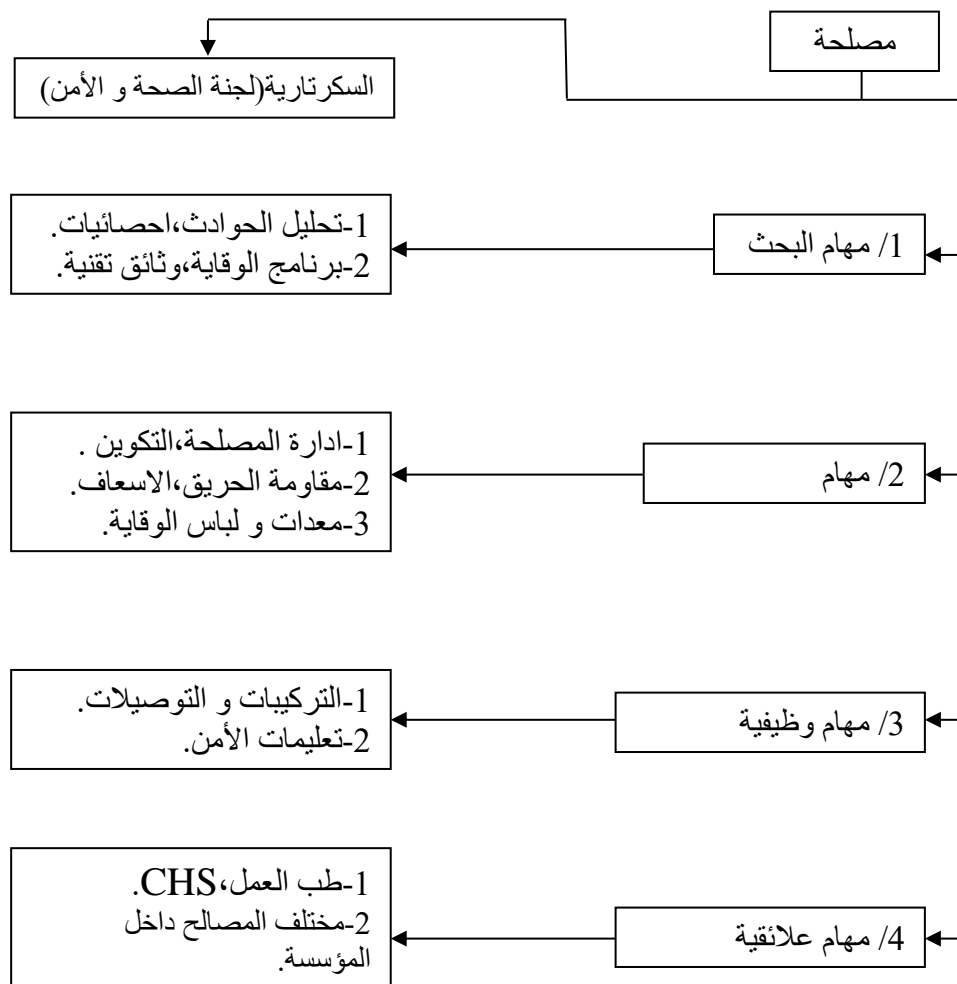 مصلحة
السكرتارية(لجنة الصحة و الأمن)
1/ مهام البحث
1-تحليل الحوادث،احصائيات.
2-برنامج الوقاية،وثائق تقنية.
2/ مهام
1-ادارة المصلحة،التكوين .
2-مقاومة الحريق،الاسعاف.
3-معدات و لباس الوقاية.
3/ مهام وظيفية
1-التركيبات و التوصيلات.
2-تعليمات الأمن.
4/ مهام علائقية
1-طب العمل،CHS.
2-مختلف المصالح داخل
المؤسسة.